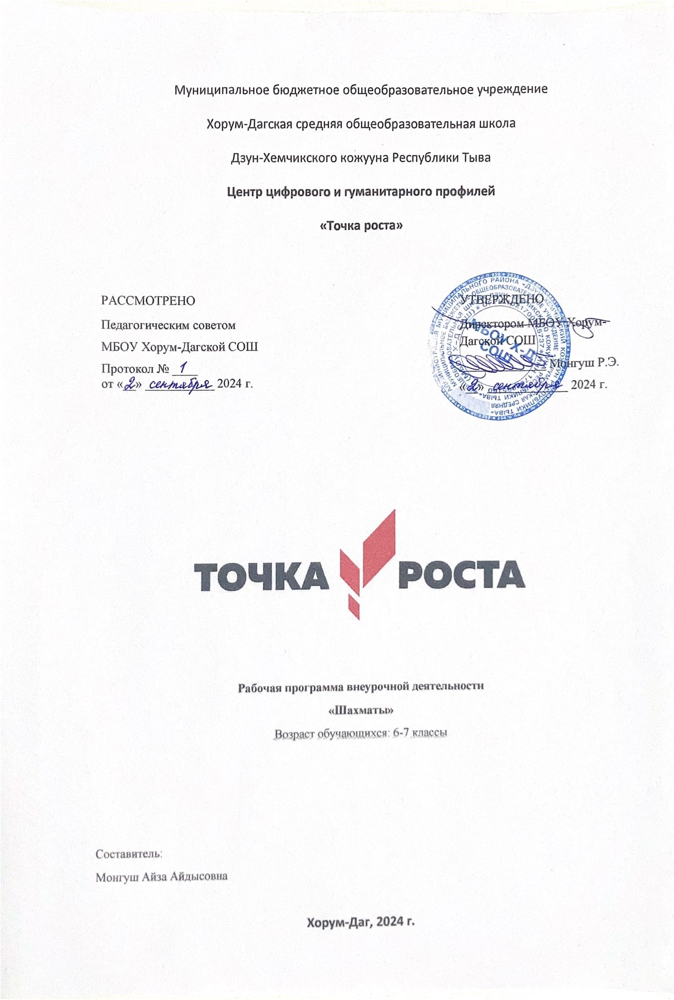 Муниципальное бюджетное общеобразовательное учреждение
Хорум-Дагская средняя общеобразовательная школа
Дзун-Хемчикского кожууна Республики Тыва
Центр цифрового и гуманитарного профилей
«Точка роста»
РАССМОТРЕНО
Педагогическим советом
МБОУ Хорум-Дагской СОШ
Протокол № 1
от «2» сентября 2024 г.
УТВЕРЖДЕНО
Директором МБОУ Хорум-
Дагской СОШ
Монгуш Р.Э.
«2» сентября 2024 г.
МБОУ Х-Д
СОШ
ТОЧКА РОСТА
Рабочая программа внеурочной деятельности
«Шахматы»
Возраст обучающихся: 6-7 классы
Составитель:
Монгуш Айза Айдысовна
Хорум-Даг, 2024 г.